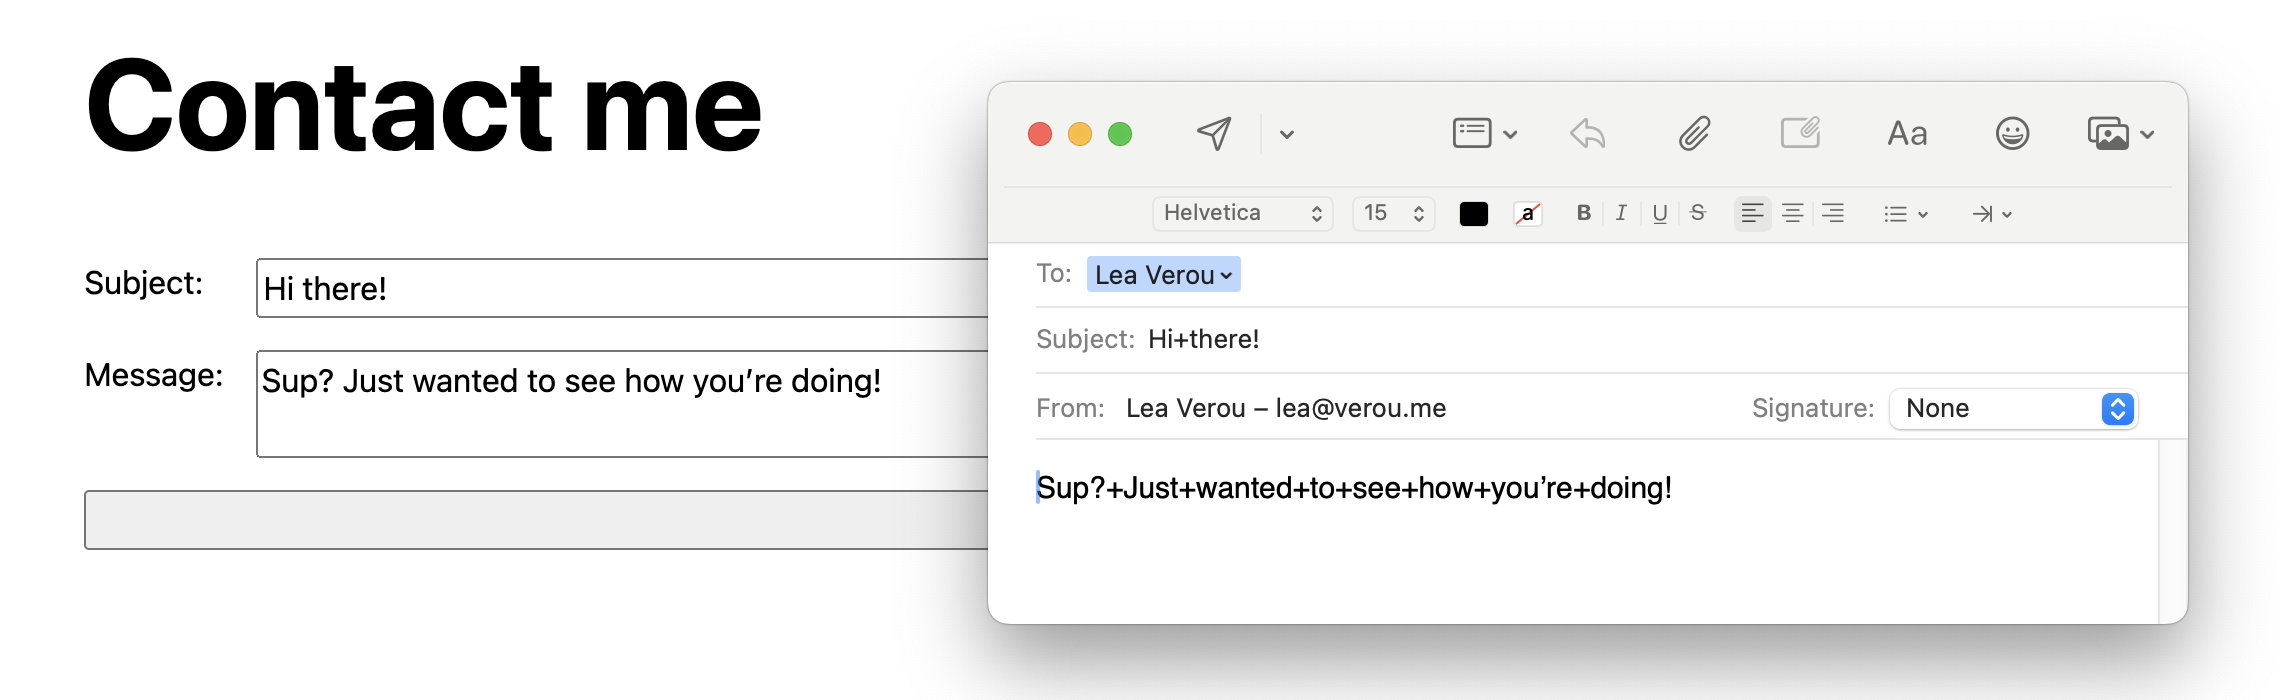 Contact me
Subject:
Hi there!
Message:
Sup? Just wanted to see how you’re doing!
Aa
Helvetica
15
a
B I U S
To: Lea Verou
Subject: Hi+there!
From: Lea Verou – lea@verou.me
Signature: None
Sup?+Just+wanted+to+see+how+you’re+doing!